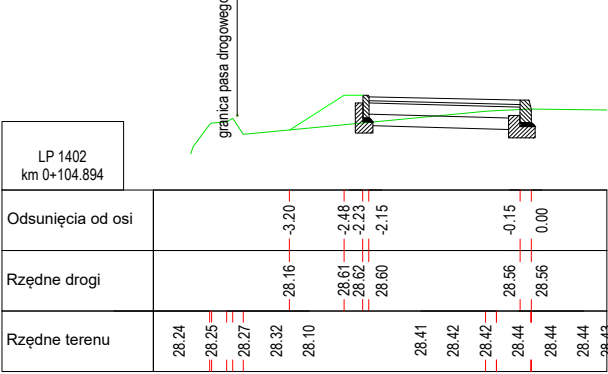 granica pasa drogowego
LP 1402
km 0+104.894
Odsunięcia od osi -3.20 -2.48 -2.23 -2.15 -0.15 0.00
Rzędne drogi 28.16 28.61 28.62 28.60 28.56 28.56
Rzędne terenu 28.24 28.25 28.27 28.32 28.10 28.41 28.42 28.42 28.44 28.44 28.44 28.43